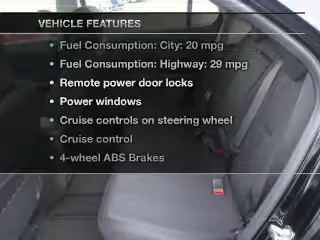 VEHICLE FEATURES
• Fuel Consumption: City: 20 mpg
• Fuel Consumption: Highway: 29 mpg
• Remote power door locks
• Power windows
• Cruise controls on steering wheel
• Cruise control
• 4-wheel ABS Brakes